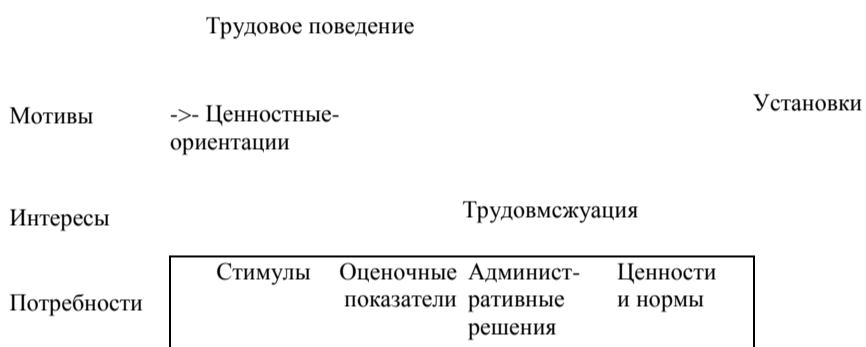 Трудовое поведение
Установки
Мотивы ->- Ценностные-
ориентации
Интересы Трудовмсжуация
Стимулы Оценочные Админист- Ценности
Потребности показатели ративные и нормы
решения